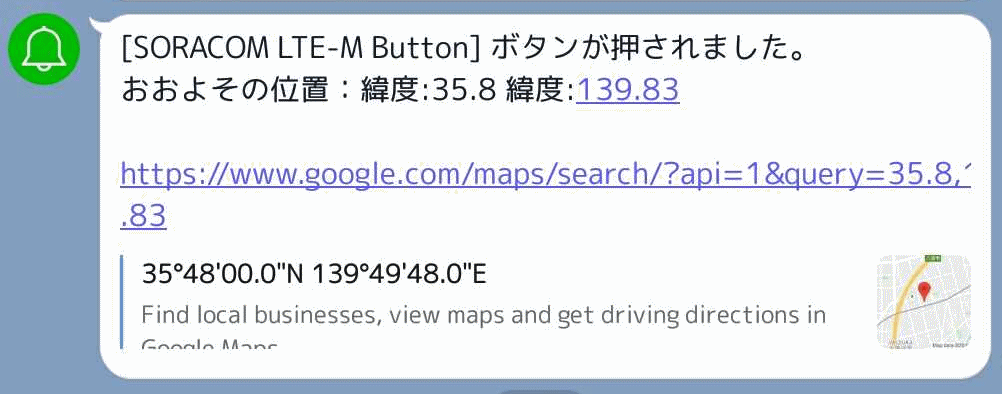 [SORACOM LTE-M Button] ボタンが押されました。
おおよその位置：緯度:35.8 緯度:139.83
https://www.google.com/maps/search/?api=1&query=35.8,
.83
35°48'00.0"N 139°49'48.0"E
Find local businesses, view maps and get driving directions in
Google Maps